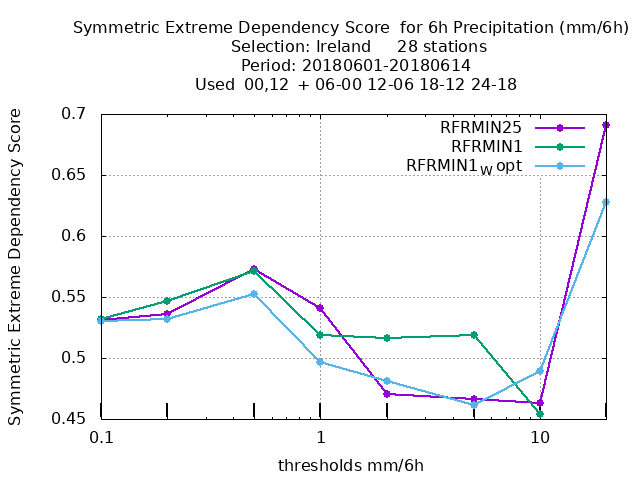 Symmetric Extreme Dependency Score  for 6h Precipitation (mm/6h)
Selection: Ireland     28 stations
Period: 20180601-20180614
Used  00,12  + 06-00 12-06 18-12 24-18
Symmetric Extreme Dependency Score
0.7
0.65
0.6
0.55
0.5
0.45
RFRMIN25
RFRMIN1
RFRMIN1W opt
0.1 1 10
thresholds mm/6h